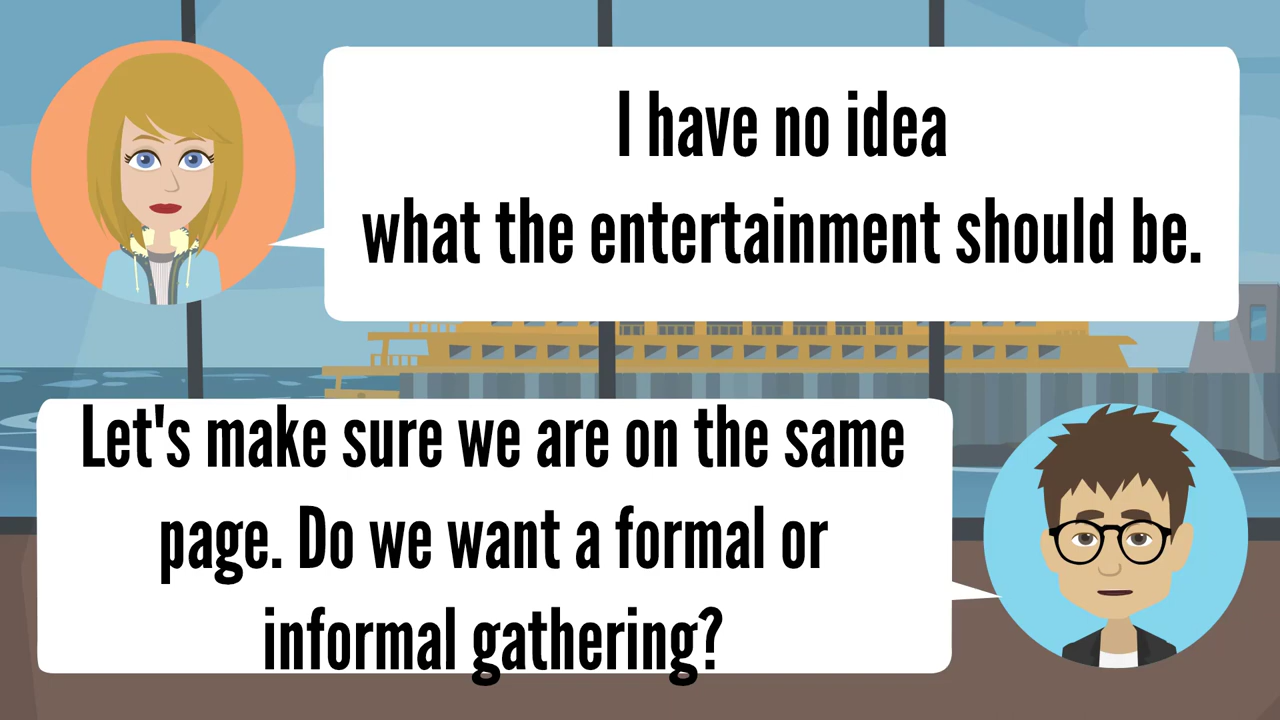 I have no idea
what the entertainment should be.
Let's make sure we are on the same
page. Do we want a formal or
informal gathering?